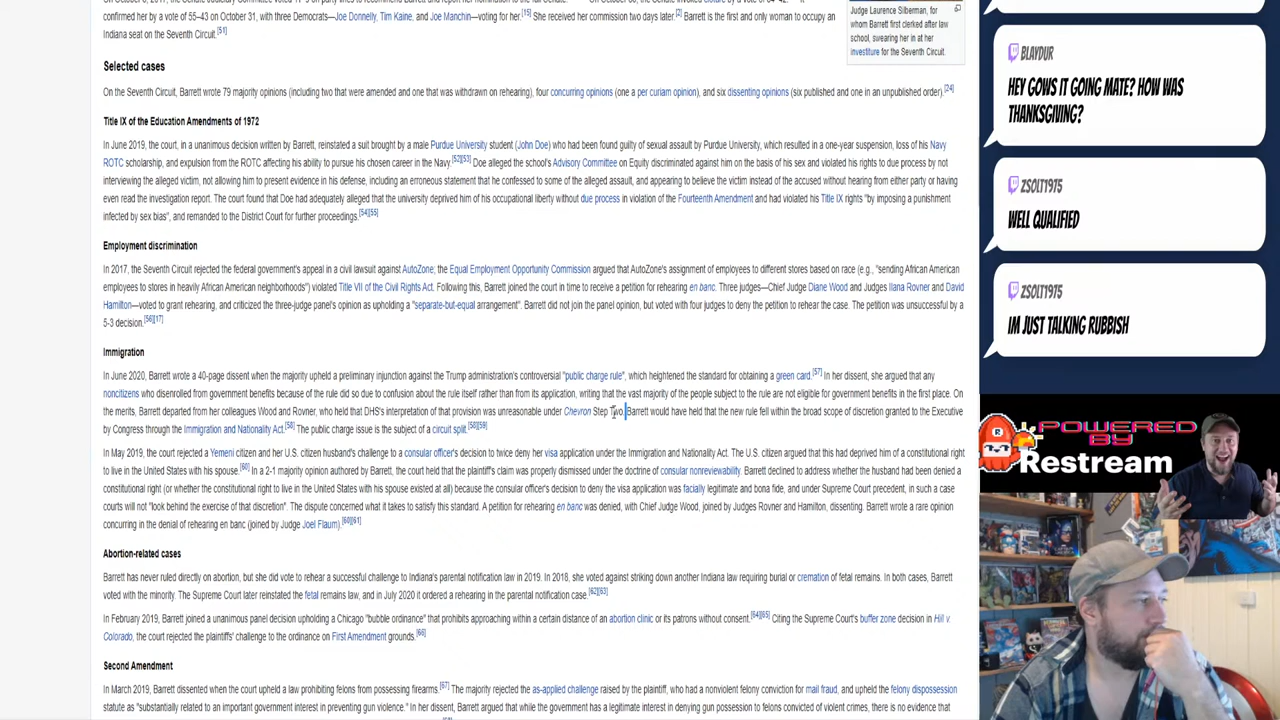 confirmed her by a vote of 55–43 on October 31, with three Democrats—Joe Donnelly, Tim Kaine, and Joe Manchin—voting for her.[15] She received her commission two days later.[2] Barrett is the first and only woman to occupy an
Indiana seat on the Seventh Circuit.[51]
Judge Laurence Silberman, for
whom Barrett first clerked after law
school, swearing her in at her
investiture for the Seventh Circuit.
Selected cases
On the Seventh Circuit, Barrett wrote 79 majority opinions (including two that were amended and one that was withdrawn on rehearing), four concurring opinions (one a per curiam opinion), and six dissenting opinions (six published and one in an unpublished order).[24]
Title IX of the Education Amendments of 1972
In June 2019, the court, in a unanimous decision written by Barrett, reinstated a suit brought by a male Purdue University student (John Doe) who had been found guilty of sexual assault by Purdue University, which resulted in a one-year suspension, loss of his Navy
ROTC scholarship, and expulsion from the ROTC affecting his ability to pursue his chosen career in the Navy.[52][53] Doe alleged the school's Advisory Committee on Equity discriminated against him on the basis of his sex and violated his rights to due process by not
interviewing the alleged victim, not allowing him to present evidence in his defense, including an erroneous statement that he confessed to some of the alleged assault, and appearing to believe the victim instead of the accused without hearing from either party or having
even read the investigation report. The court found that Doe had adequately alleged that the university deprived him of his occupational liberty without due process in violation of the Fourteenth Amendment and had violated his Title IX rights "by imposing a punishment
infected by sex bias", and remanded to the District Court for further proceedings.[54][55]
Employment discrimination
In 2017, the Seventh Circuit rejected the federal government's appeal in a civil lawsuit against AutoZone; the Equal Employment Opportunity Commission argued that AutoZone's assignment of employees to different stores based on race (e.g., "sending African American
employees to stores in heavily African American neighborhoods") violated Title VII of the Civil Rights Act. Following this, Barrett joined the court in time to receive a petition for rehearing en banc. Three judges—Chief Judge Diane Wood and Judges Ilana Rovner and David
Hamilton—voted to grant rehearing, and criticized the three-judge panel's opinion as upholding a "separate-but-equal arrangement". Barrett did not join the panel opinion, but voted with four judges to deny the petition to rehear the case. The petition was unsuccessful by a
5-3 decision.[56][17]
Immigration
In June 2020, Barrett wrote a 40-page dissent when the majority upheld a preliminary injunction against the Trump administration's controversial "public charge rule", which heightened the standard for obtaining a green card.[57] In her dissent, she argued that any
noncitizens who disenrolled from government benefits because of the rule did so due to confusion about the rule itself rather than from its application, writing that the vast majority of the people subject to the rule are not eligible for government benefits in the first place. On
the merits, Barrett departed from her colleagues Wood and Rovner, who held that DHS's interpretation of that provision was unreasonable under Chevron Step Two. Barrett would have held that the new rule fell within the broad scope of discretion granted to the Executive
by Congress through the Immigration and Nationality Act.[58] The public charge issue is the subject of a circuit split.[58][59]
In May 2019, the court rejected a Yemeni citizen and her U.S. citizen husband's challenge to a consular officer's decision to twice deny her visa application under the Immigration and Nationality Act. The U.S. citizen argued that this had deprived him of a constitutional right
to live in the United States with his spouse.[60] In a 2-1 majority opinion authored by Barrett, the court held that the plaintiff's claim was properly dismissed under the doctrine of consular nonreviewability. Barrett declined to address whether the husband had been denied a
constitutional right (or whether the constitutional right to live in the United States with his spouse existed at all) because the consular officer's decision to deny the visa application was facially legitimate and bona fide, and under Supreme Court precedent, in such a case
courts will not "look behind the exercise of that discretion". The dispute concerned what it takes to satisfy this standard. A petition for rehearing en banc was denied, with Chief Judge Wood, joined by Judges Rovner and Hamilton, dissenting. Barrett wrote a rare opinion
concurring in the denial of rehearing en banc (joined by Judge Joel Flaum).[60][61]
Abortion-related cases
Barrett has never ruled directly on abortion, but she did vote to rehear a successful challenge to Indiana's parental notification law in 2019. In 2018, she voted against striking down another Indiana law requiring burial or cremation of fetal remains. In both cases, Barrett
voted with the minority. The Supreme Court later reinstated the fetal remains law, and in July 2020 it ordered a rehearing in the parental notification case.[62][63]
In February 2019, Barrett joined a unanimous panel decision upholding a Chicago "bubble ordinance" that prohibits approaching within a certain distance of an abortion clinic or its patrons without consent.[64][65] Citing the Supreme Court's buffer zone decision in Hill v
Colorado, the court rejected the plaintiffs' challenge to the ordinance on First Amendment grounds.[66]
Second Amendment
In March 2019, Barrett dissented when the court upheld a law prohibiting felons from possessing firearms.[67] The majority rejected the as-applied challenge raised by the plaintiff, who had a nonviolent felony conviction for mail fraud, and upheld the felony dispossession
statute as "substantially related to an important government interest in preventing gun violence." In her dissent, Barrett argued that while the government has a legitimate interest in denying gun possession to felons convicted of violent crimes, there is no evidence that
BLAYDUR
HEY GOWS IT GOING MATE? HOW WAS
THANKSGIVING?
ZSOLTY1975
WELL QUALIFIED
ZSOLTY1975
IM JUST TALKING RUBBISH
POWERED
BY
Restream